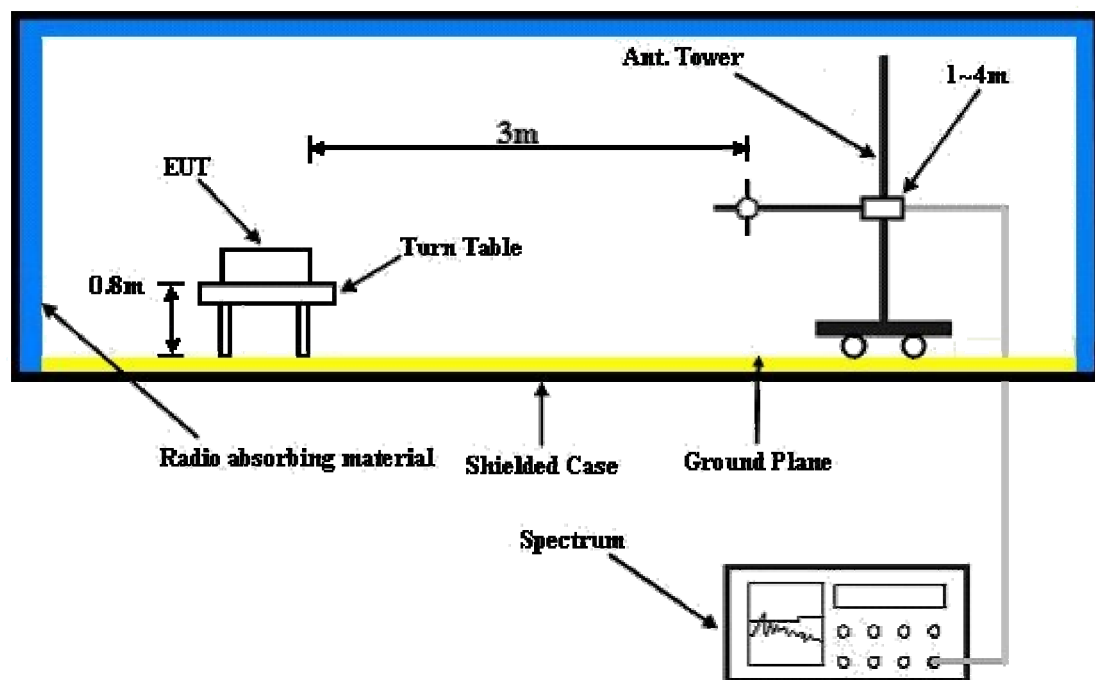 Ant. Tower
1~4m
3m
EUT
Turn Table
0.8m
Radio absorbing material
Shielded Case
Ground Plane
Spectrum